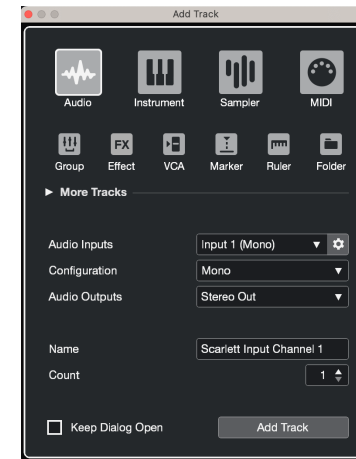 Add Track
Audio Instrument Sampler MIDI
FX
Group Effect VCA Marker Ruler Folder
More Tracks
Audio Inputs Input 1 (Mono)
Configuration Mono
Audio Outputs Stereo Out
Name Scarlett Input Channel 1
Count 1
Keep Dialog Open Add Track